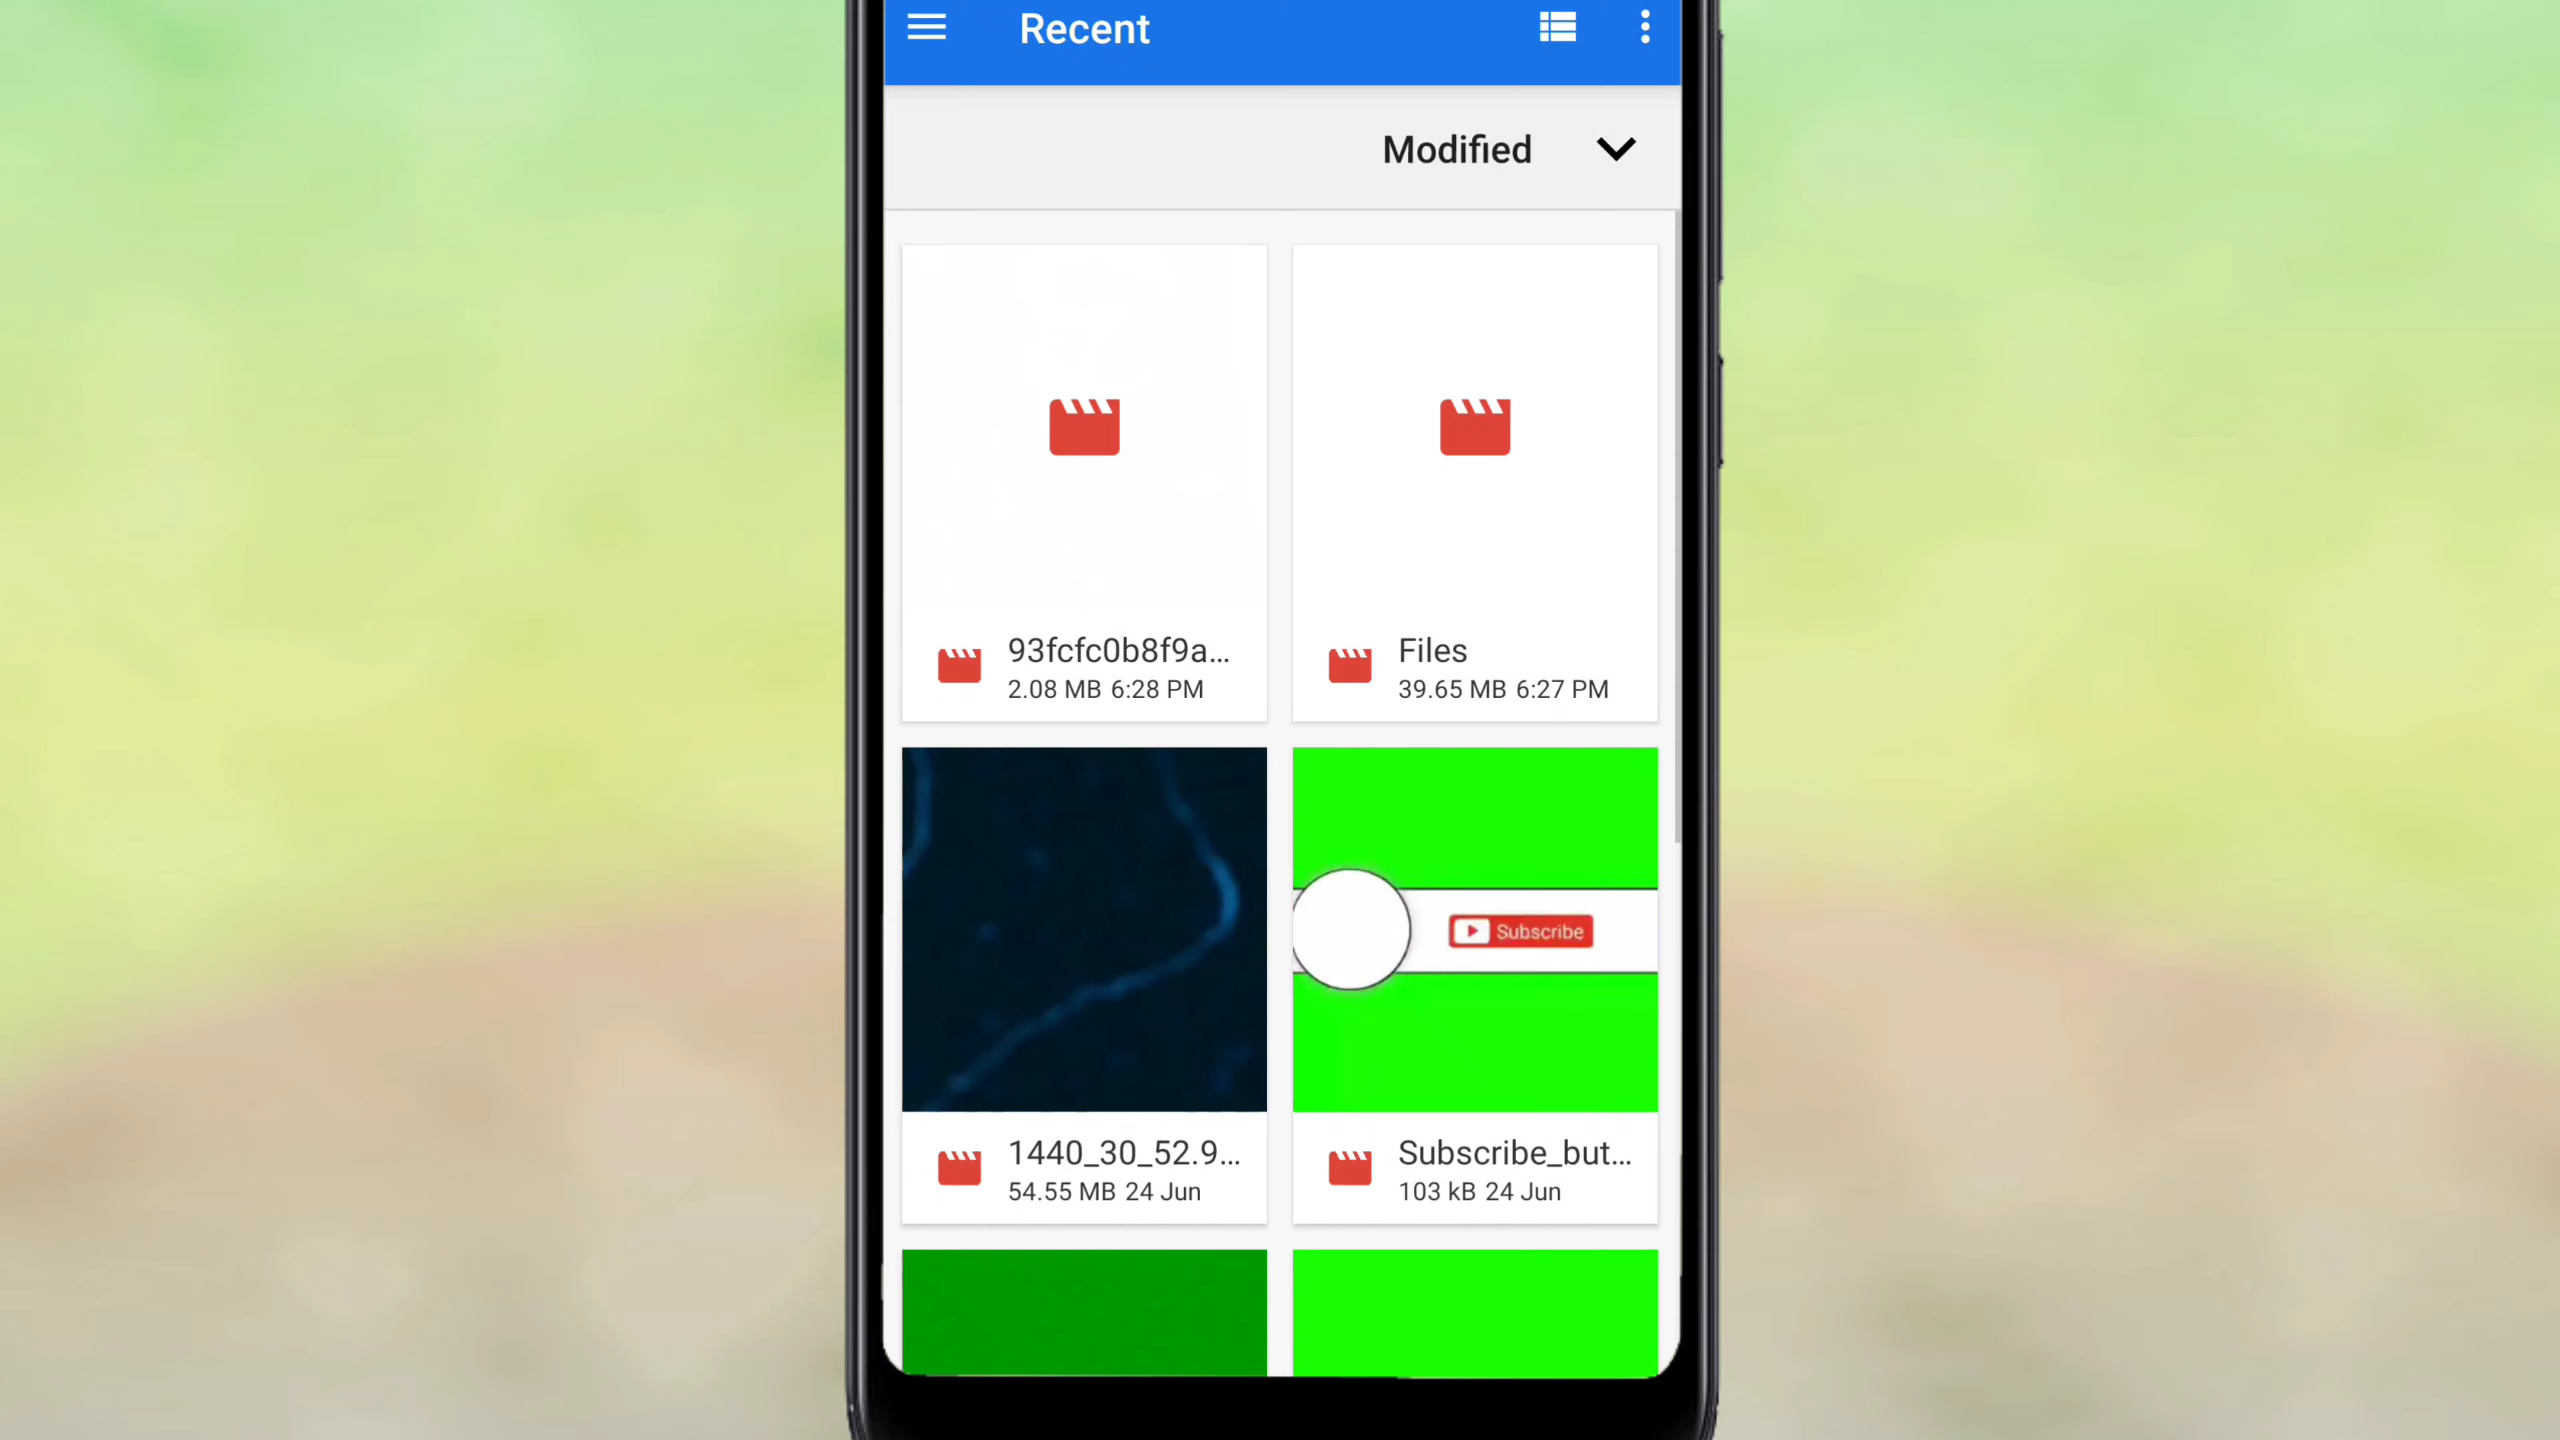 Recent
Modified
93fcfc0b8f9a...
2.08 MB 6:28 PM
Files
39.65 MB 6:27 PM
Subscribe
1440_30_52.9...
54.55 MB 24 Jun
Subscribe_but...
103 kB 24 Jun